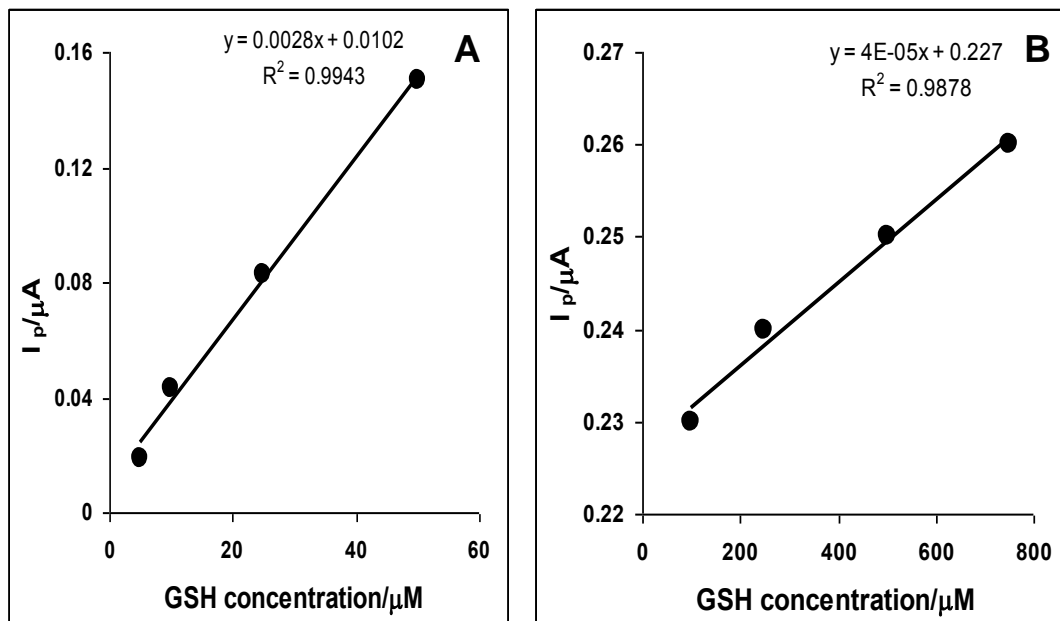 y = 0.0028x + 0.0102
R² = 0.9943
A
0.16
0.12
0.08
0.04
0
I p/μA
0
20
40
60
GSH concentration/μM
y = 4E-05x + 0.227
R² = 0.9878
B
0.27
0.26
0.25
0.24
0.23
0.22
I p/μA
0
200
400
600
800
GSH concentration/μM